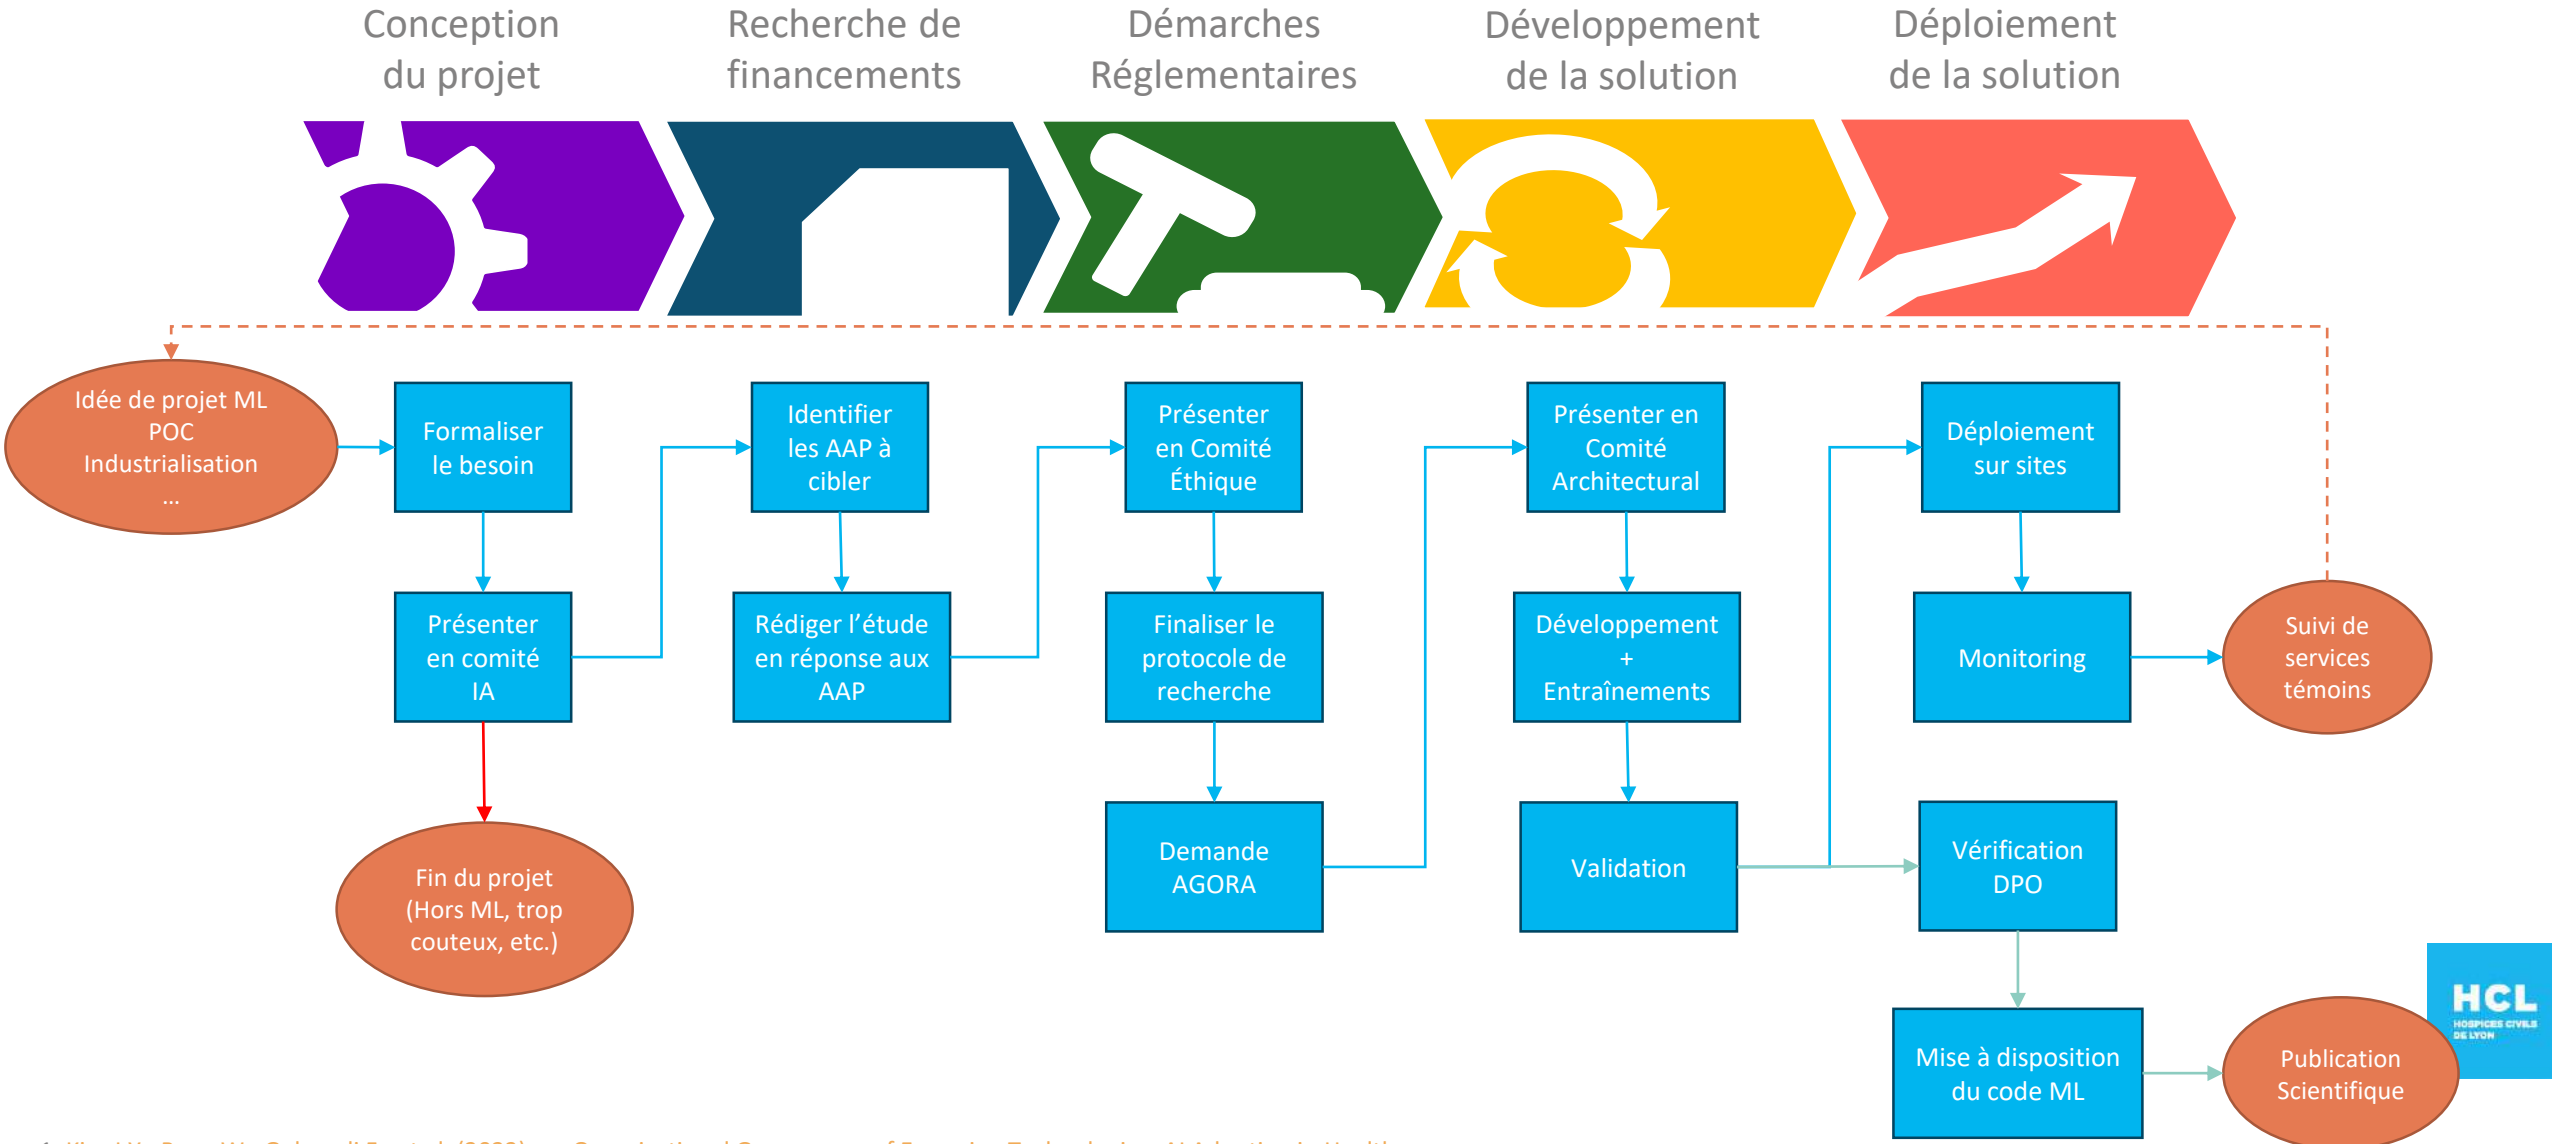 Conception
du projet
Recherche de
financements
Démarches
Réglementaires
Développement
de la solution
Déploiement
de la solution
Idée de projet ML
POC
Industrialisation
...
Formaliser
le besoin
Présenter
en comité
IA
Fin du projet
(Hors ML, trop
couteux, etc.)
Identifier
les AAP à
cibler
Rédiger l'étude
en réponse aux
AAP
Présenter
en Comité
Éthique
Finaliser le
protocole de
recherche
Demande
AGORA
Présenter en
Comité
Architectural
Développement
+
Entraînements
Validation
Déploiement
sur sites
Monitoring
Suivi de
services
témoins
Vérification
DPO
Mise à disposition
du code ML
Publication
Scientifique
HCL
HOSPICES CIVILS
DE LYON